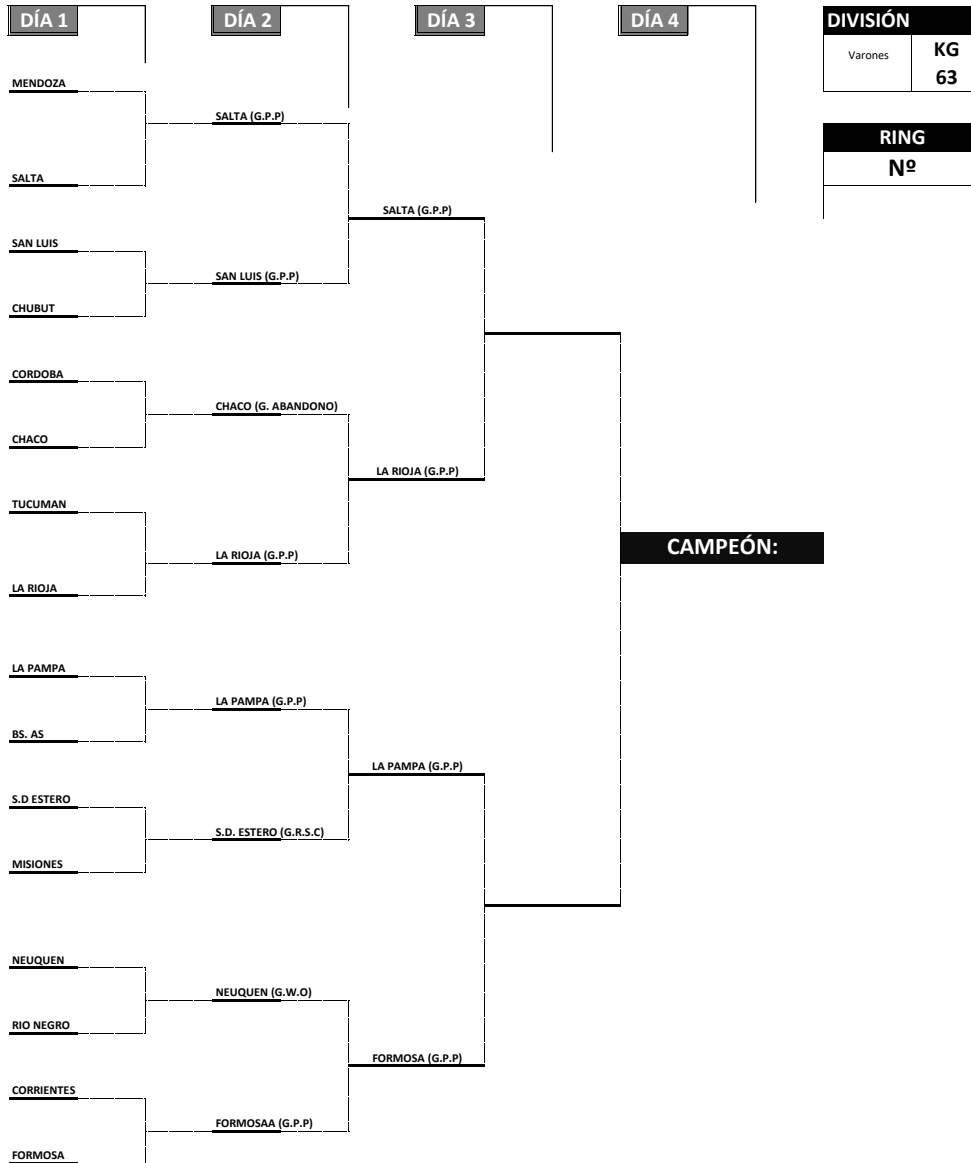 DÍA 1
DÍA 2
DÍA 3
DÍA 4
DIVISIÓN
Varones
KG
63
RING
Nº
MENDOZA
SALTA
SAN LUIS
CHUBUT
CORDOBA
CHACO
TUCUMAN
LA RIOJA
LA PAMPA
BS. AS
S.D ESTERO
MISIONES
NEUQUEN
RIO NEGRO
CORRIENTES
FORMOSA
SALTA (G.P.P)
SAN LUIS (G.P.P)
CHACO (G. ABANDONO)
LA RIOJA (G.P.P)
LA PAMPA (G.P.P)
S.D. ESTERO (G.R.S.C)
NEUQUEN (G.W.O)
FORMOSAA (G.P.P)
SALTA (G.P.P)
LA RIOJA (G.P.P)
LA PAMPA (G.P.P)
FORMOSA (G.P.P)
CAMPEÓN: